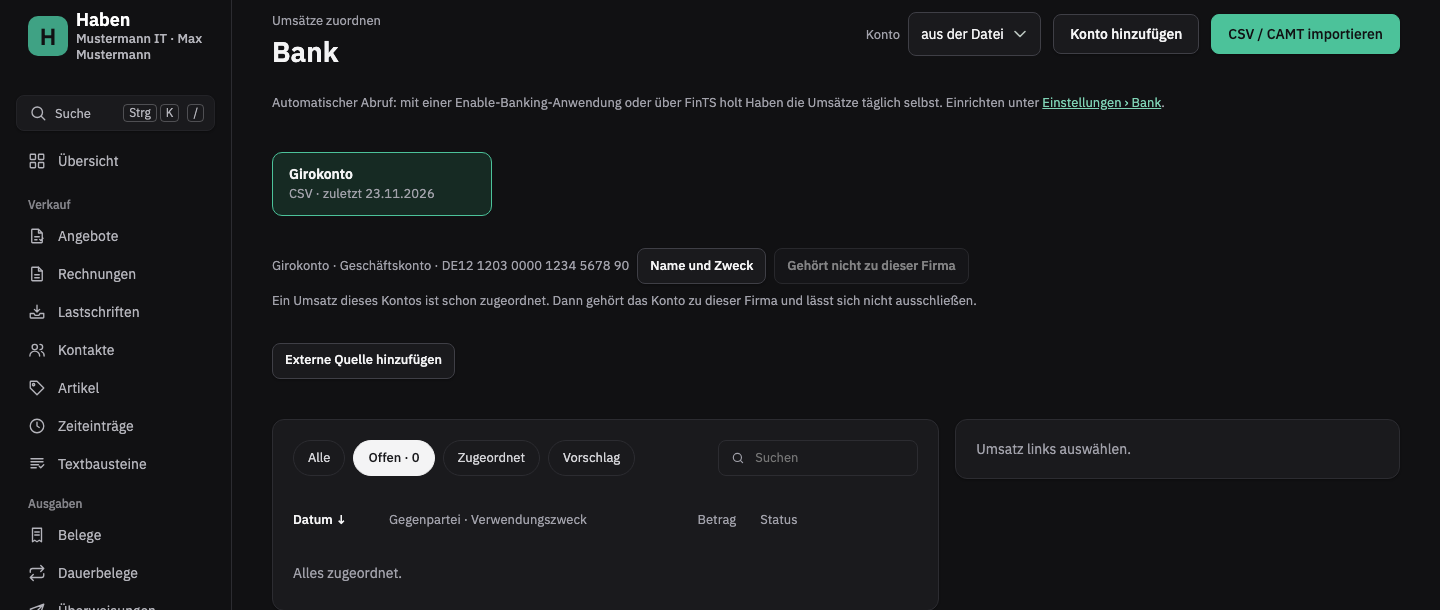 H
Haben
Mustermann IT · Max
Mustermann
Suche Strg K /
Übersicht
Verkauf
Angebote
Rechnungen
Lastschriften
Kontakte
Artikel
Zeiteinträge
Textbausteine
Ausgaben
Belege
Dauerbelege
Überweisungen
Umsätze zuordnen
Bank
Konto aus der Datei Konto hinzufügen CSV / CAMT importieren
Automatischer Abruf: mit einer Enable-Banking-Anwendung oder über FinTS holt Haben die Umsätze täglich selbst. Einrichten unter Einstellungen › Bank.
Girokonto
CSV · zuletzt 23.11.2026
Girokonto · Geschäftskonto · DE12 1203 0000 1234 5678 90 Name und Zweck Gehört nicht zu dieser Firma
Ein Umsatz dieses Kontos ist schon zugeordnet. Dann gehört das Konto zu dieser Firma und lässt sich nicht ausschließen.
Externe Quelle hinzufügen
Alle Offen · 0 Zugeordnet Vorschlag Suchen
Datum ↓ Gegenpartei · Verwendungszweck Betrag Status
Alles zugeordnet.
Umsatz links auswählen.